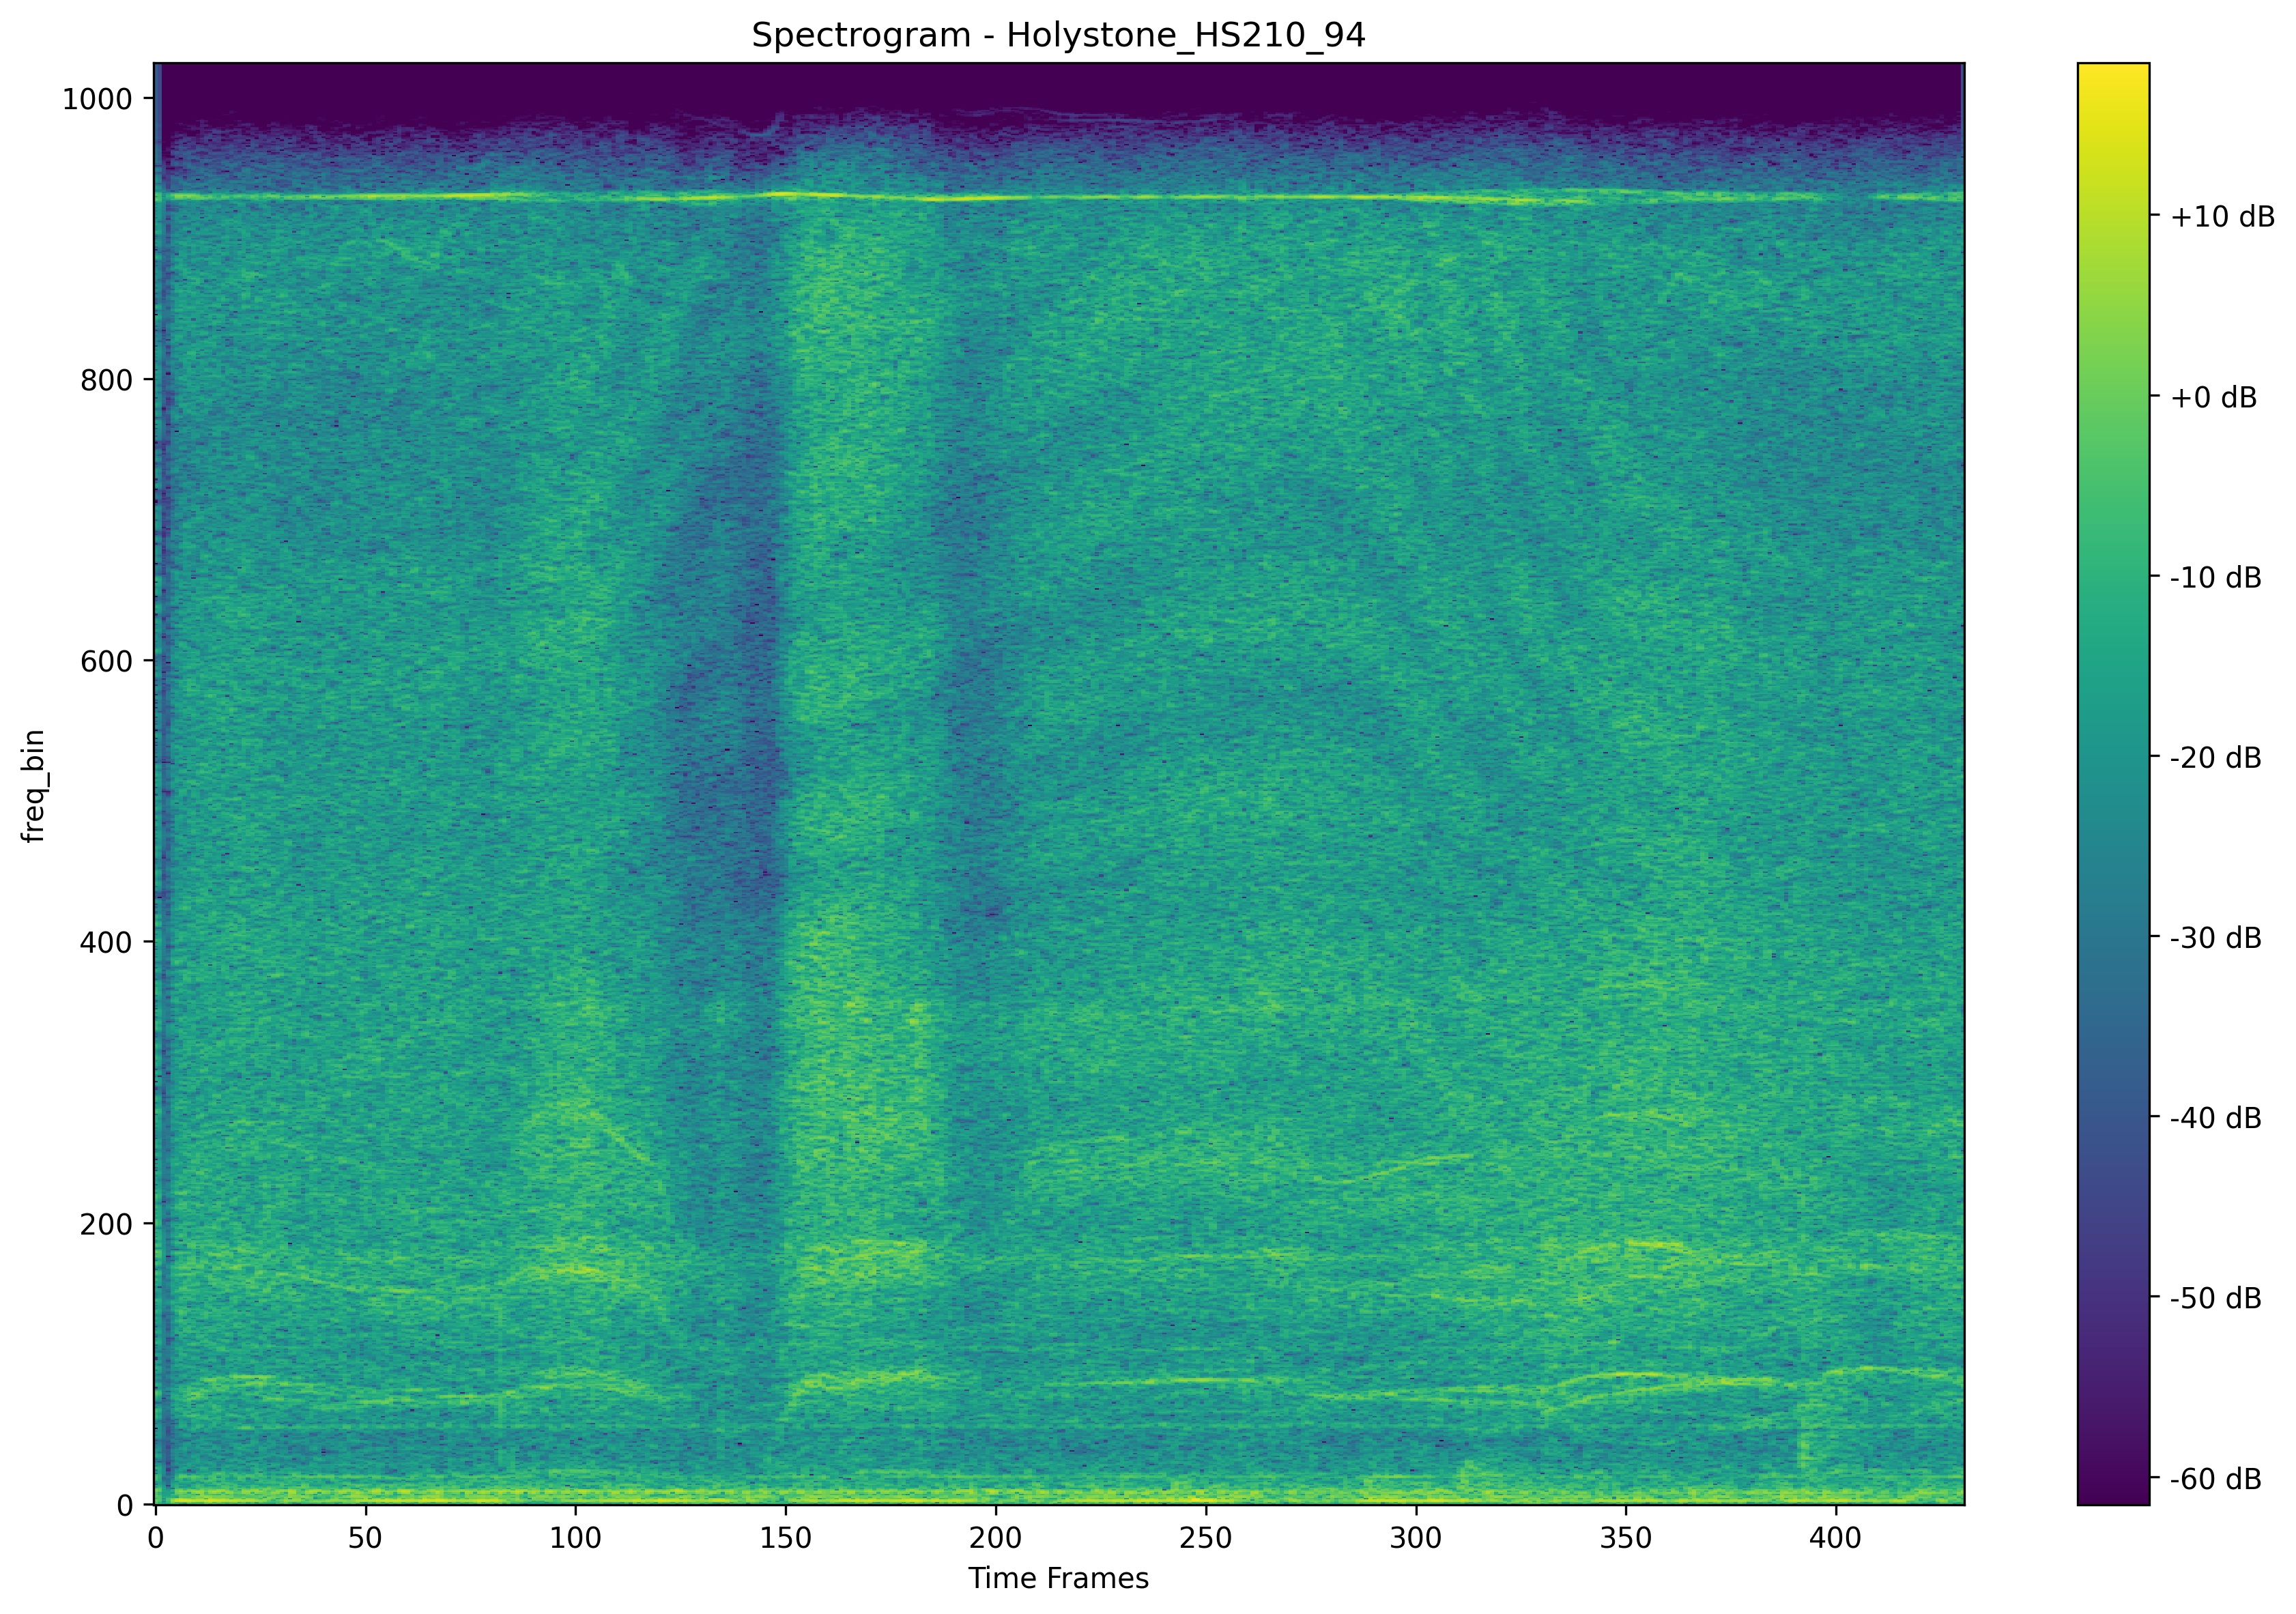 Spectrogram - Holystone_HS210_94
1000
800
600
400
200
0
freq_bin
0 50 100 150 200 250 300 350 400
Time Frames
+10 dB
+0 dB
-10 dB
-20 dB
-30 dB
-40 dB
-50 dB
-60 dB